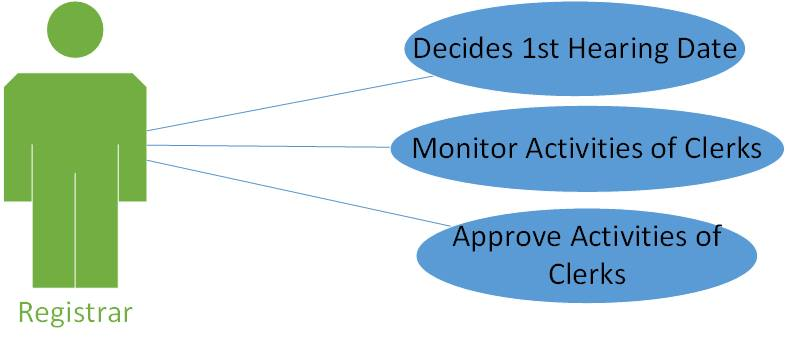 Decides 1st Hearing Date
Monitor Activities of Clerks
Approve Activities of
Clerks
Registrar